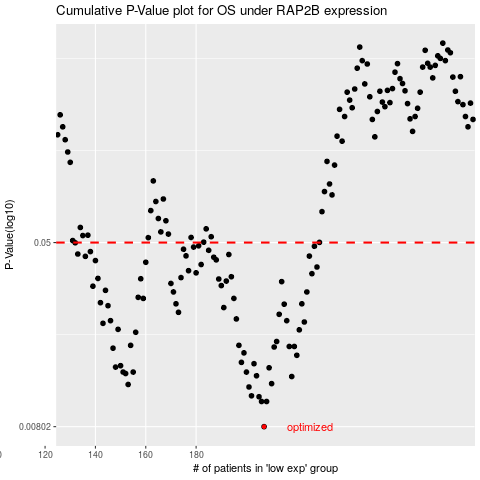 Cumulative P-Value plot for OS under RAP2B expression
P-Value(log10)
0.05
0.00802
optimized
0 120 140 160 180
# of patients in 'low exp' group